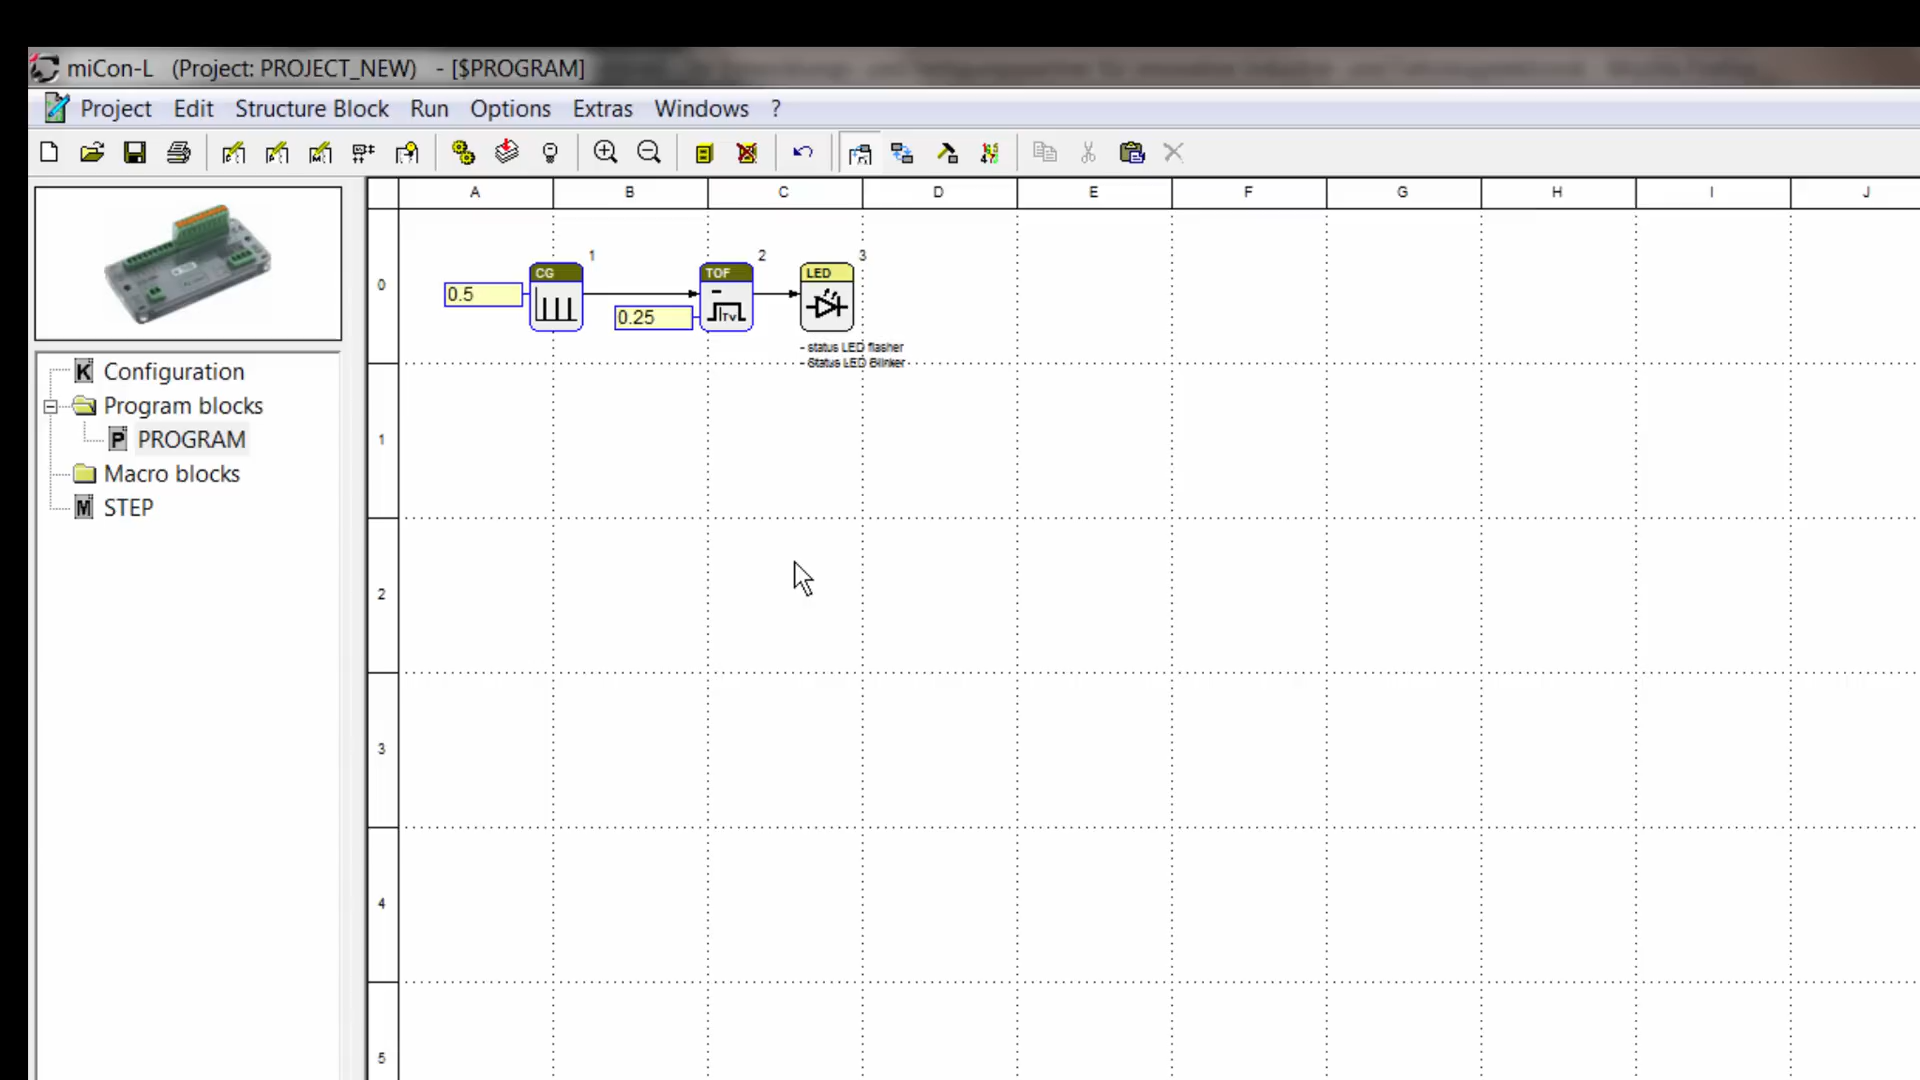 miCon-L (Project: PROJECT_NEW) - [$PROGRAM]
Project Edit Structure Block Run Options Extras Windows ?
A B C D E F G H I J
1 2 3
CG TOF LED
0
0.5
0.25
ITv
- status LED flasher
- Status LED Blinker
Configuration
Program blocks
P PROGRAM
Macro blocks
M STEP
K
1
2
3
4
5